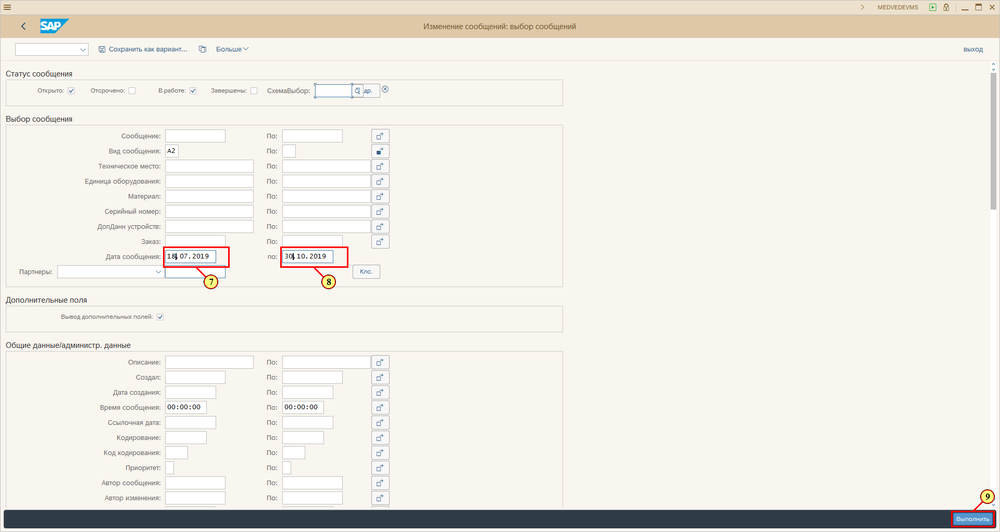 MEDVEDEVMS
SAP Изменение сообщений: выбор сообщений
Сохранить как вариант... Больше выход
Статус сообщения
Открыто: Отсрочено: В работе: Завершены: СхемаВыбор: др.
Выбор сообщения
Сообщение: По:
Вид сообщения: A2 По:
Техническое место: По:
Единица оборудования: По:
Материал: По:
Серийный номер: По:
ДопДанн устройств: По:
Заказ: По:
Дата сообщения: 18.07.2019 по: 30.10.2019
Партнеры: Клс.
7 8
Дополнительные поля
Вывод дополнительных полей:
Общие данные/администр. данные
Описание: По:
Создал: По:
Дата создания: По:
Время сообщения: 00:00:00 По: 00:00:00
Ссылочная дата: По:
Кодирование: По:
Код кодирования: По:
Приоритет: По:
Автор сообщения: По:
Автор изменения: По:
9
Выполнить